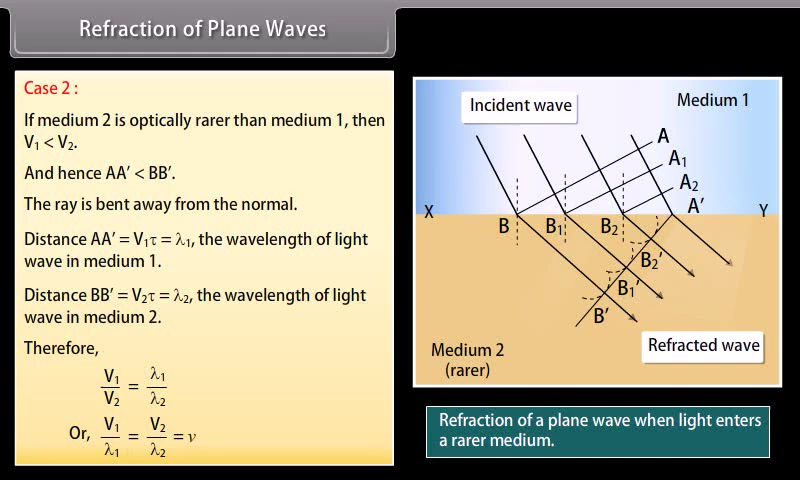 Refraction of Plane Waves
Case 2 :
If medium 2 is optically rarer than medium 1, then
V₁ < V₂.
And hence AA′ < BB′.
The ray is bent away from the normal.
Distance AA′ = V₁τ = λ₁, the wavelength of light
wave in medium 1.
Distance BB′ = V₂τ = λ₂, the wavelength of light
wave in medium 2.
Therefore,
V₁/V₂ = λ₁/λ₂
Or, V₁/λ₁ = V₂/λ₂ = ν
Incident wave
Medium 1
A
A₁
A₂
A′
X
Y
B
B₁
B₂
B₂′
B₁′
B′
Refracted wave
Medium 2
(rarer)
Refraction of a plane wave when light enters
a rarer medium.